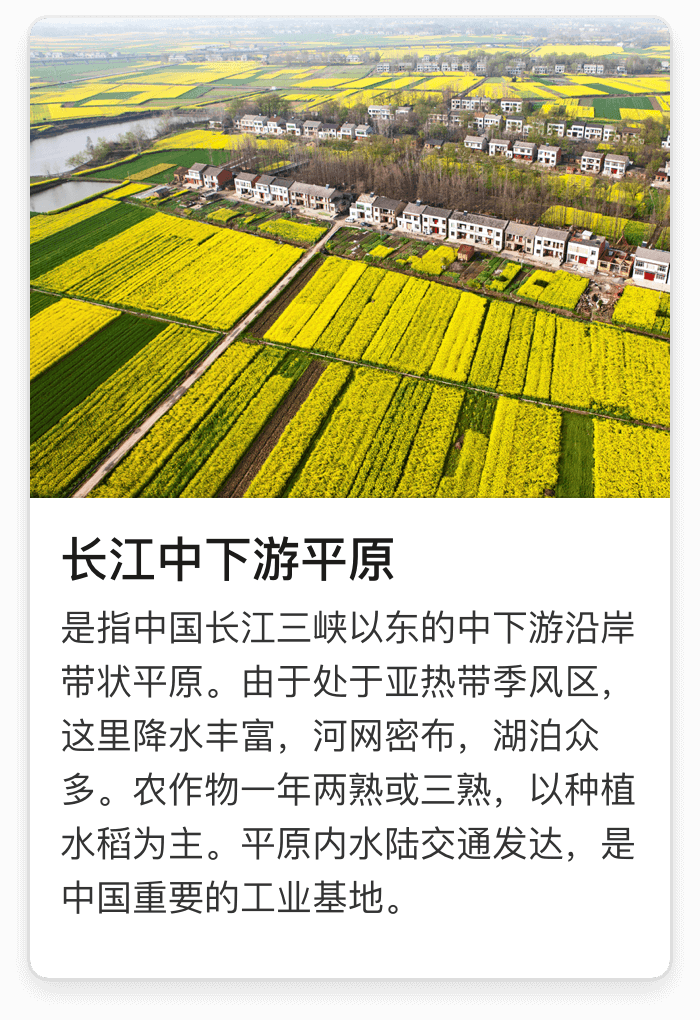 长江中下游平原
是指中国长江三峡以东的中下游沿岸
带状平原。由于处于亚热带季风区，
这里降水丰富，河网密布，湖泊众
多。农作物一年两熟或三熟，以种植
水稻为主。平原内水陆交通发达，是
中国重要的工业基地。